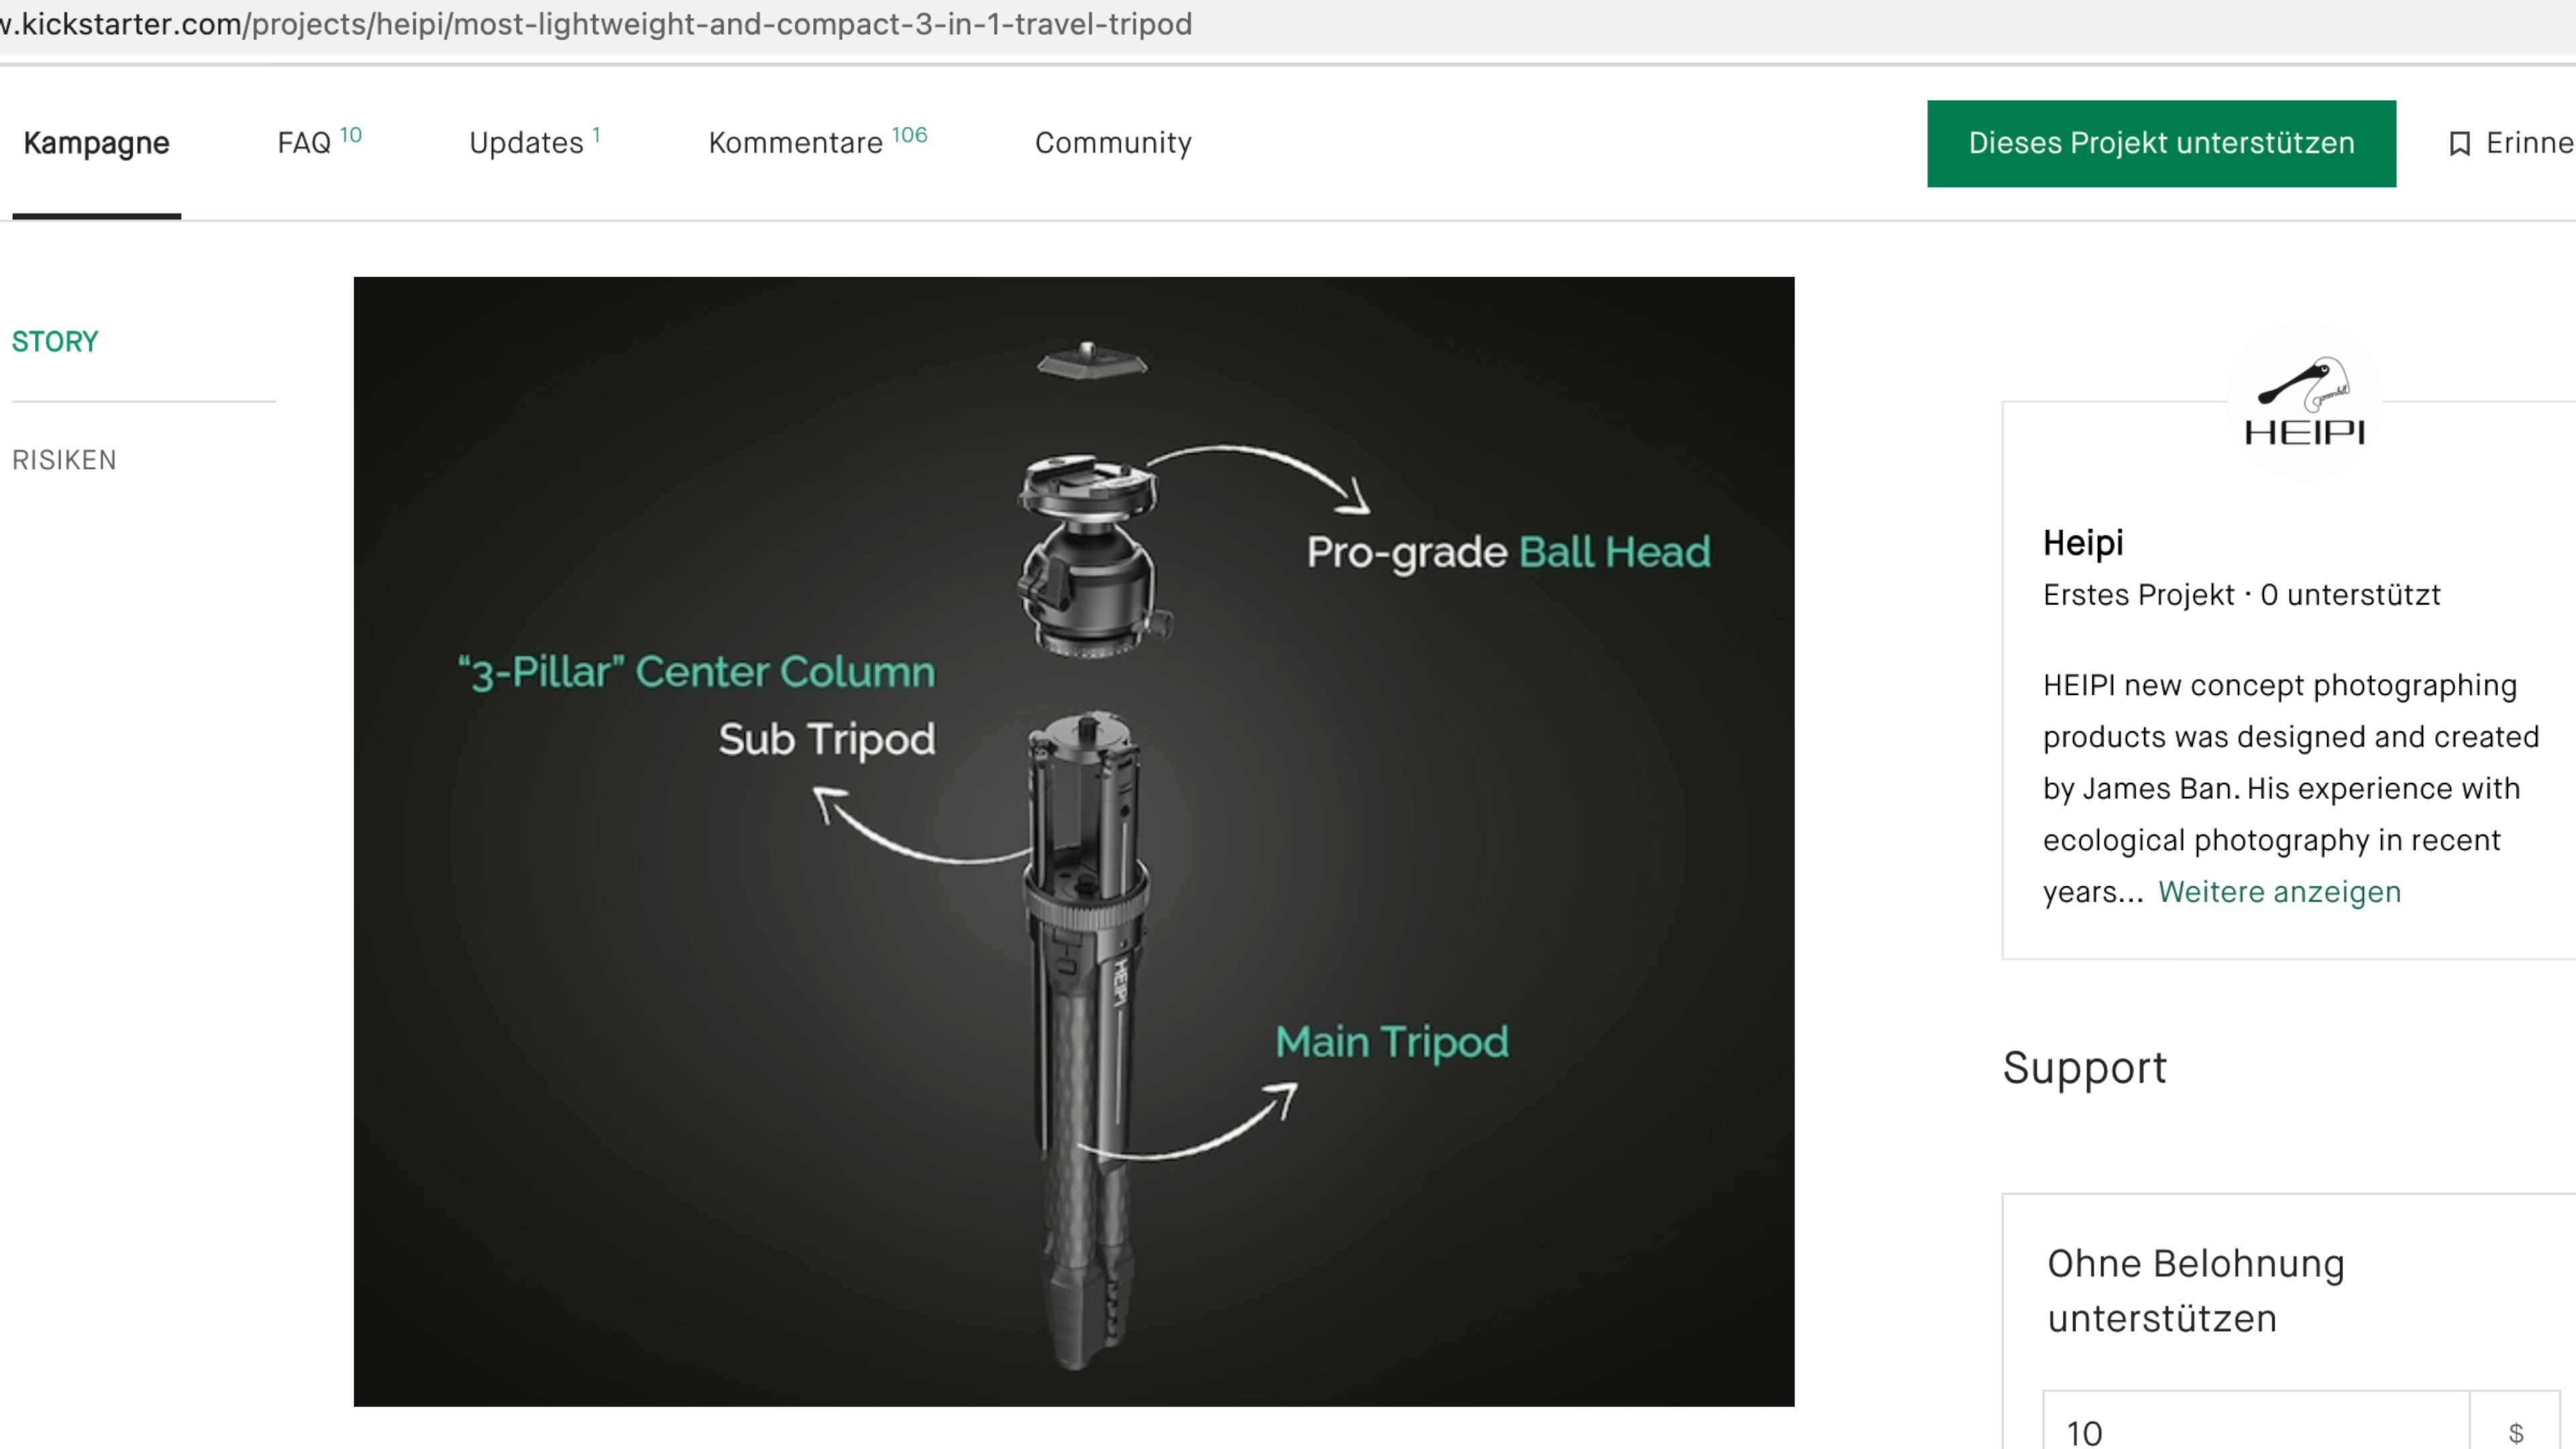 .kickstarter.com/projects/heipi/most-lightweight-and-compact-3-in-1-travel-tripod
Kampagne FAQ 10 Updates 1 Kommentare 106 Community Dieses Projekt unterstützen Erinne
STORY
RISIKEN
Pro-grade Ball Head
“3-Pillar” Center Column
Sub Tripod
HEIPI
Main Tripod
HEIPI
Heipi
Erstes Projekt · 0 unterstützt
HEIPI new concept photographing
products was designed and created
by James Ban. His experience with
ecological photography in recent
years... Weitere anzeigen
Support
Ohne Belohnung
unterstützen
10 $